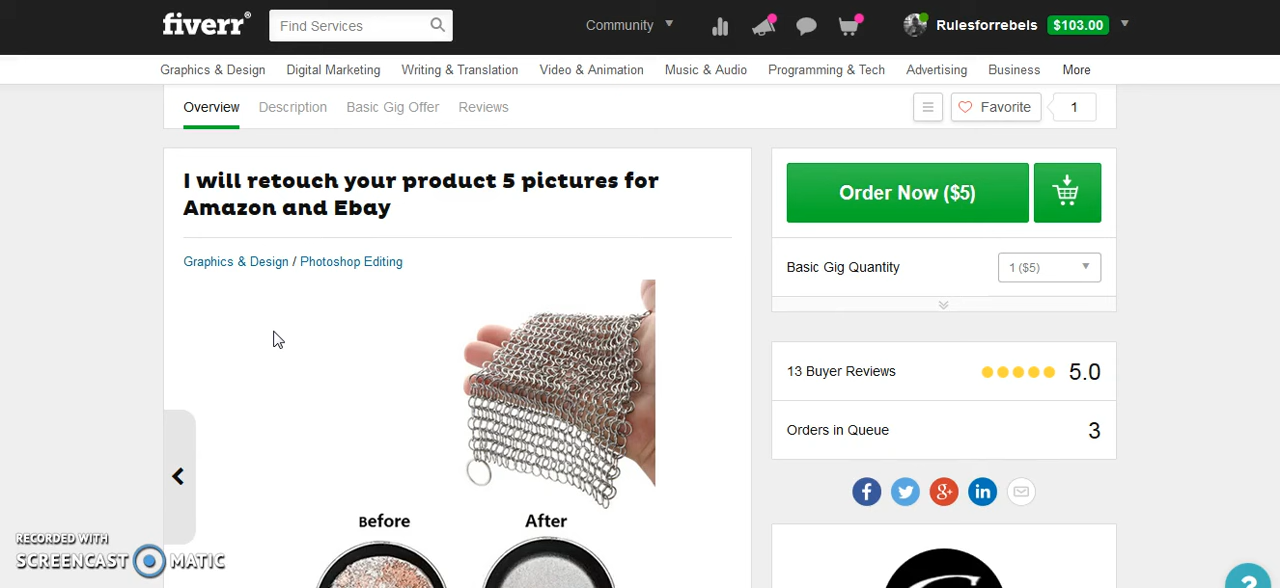 fiverr®
Find Services
Community
Rulesforrebels
$103.00
Graphics & Design
Digital Marketing
Writing & Translation
Video & Animation
Music & Audio
Programming & Tech
Advertising
Business
More
Overview
Description
Basic Gig Offer
Reviews
Favorite
1
I will retouch your product 5 pictures for
Amazon and Ebay
Graphics & Design / Photoshop Editing
Before
After
Order Now ($5)
Basic Gig Quantity
1 ($5)
13 Buyer Reviews
5.0
Orders in Queue
3
f
g+
in
RECORDED WITH
SCREENCAST MATIC
?